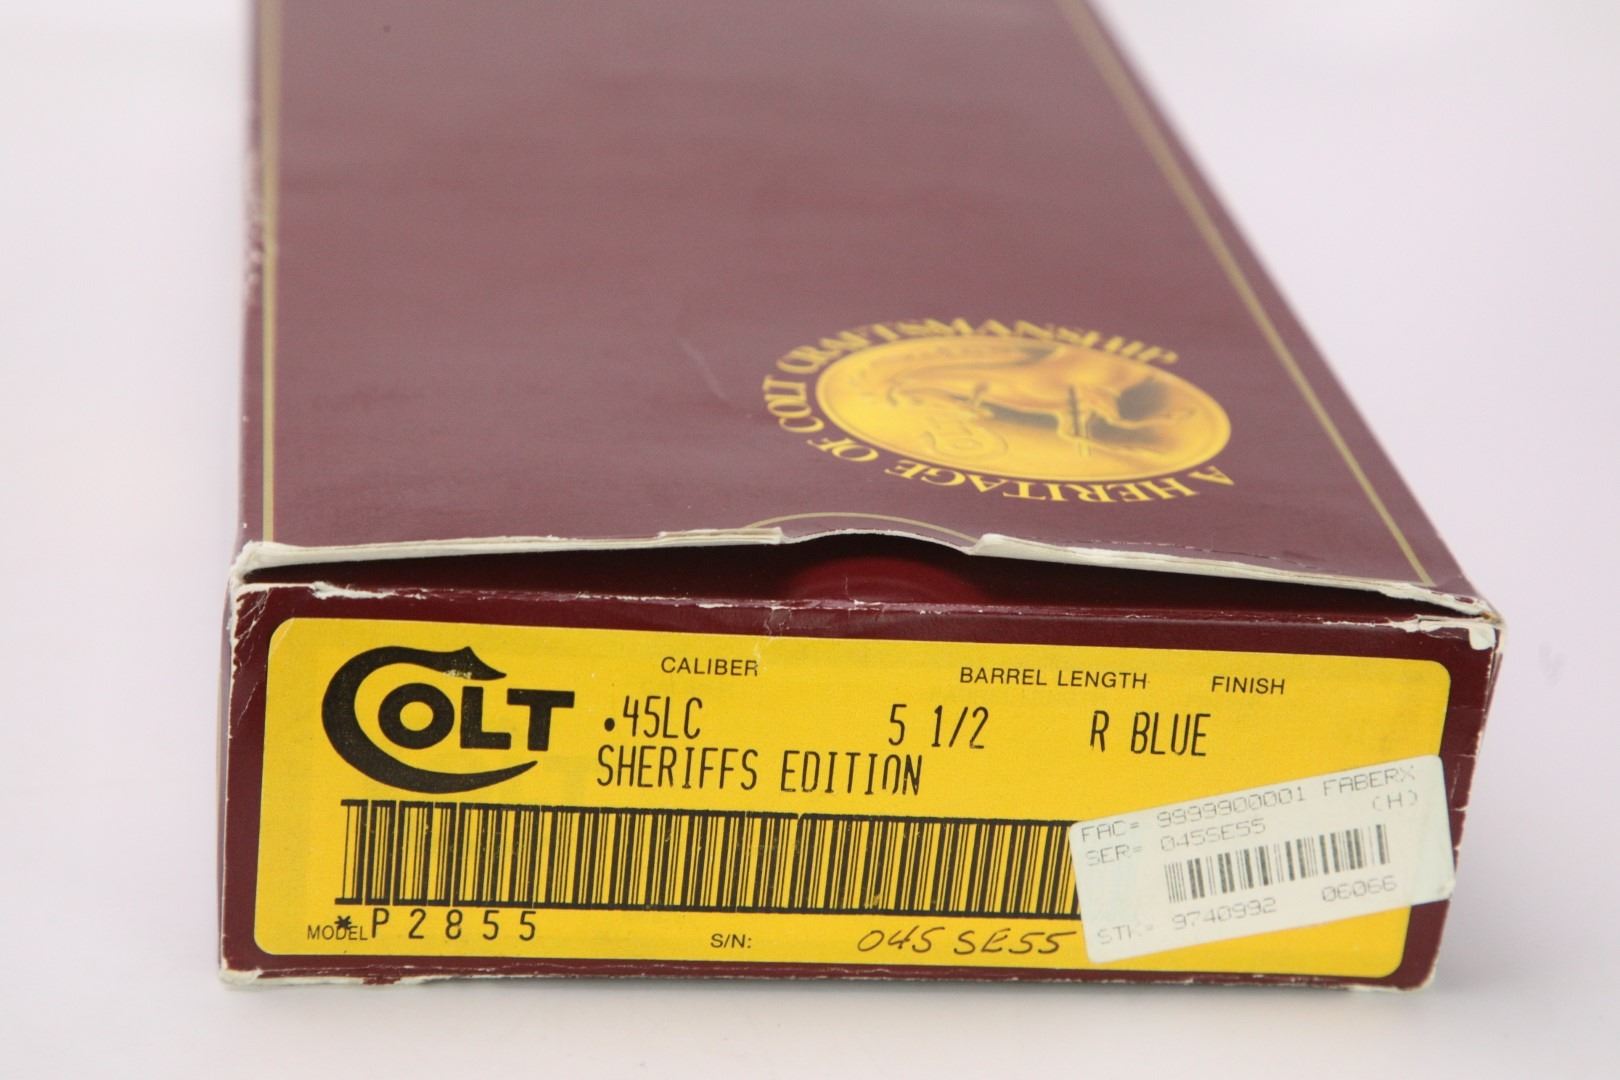 A HERITAGE OF COLT CRAFTSMANSHIP
COLT
COLT
CALIBER BARREL LENGTH FINISH
.45LC 5 1/2 R BLUE
SHERIFFS EDITION
MODEL *P2855
S/N: 045SE55
FAC= 9999900001 FABERX
(H)
SER= 045SE55
06066
STK= 9740992